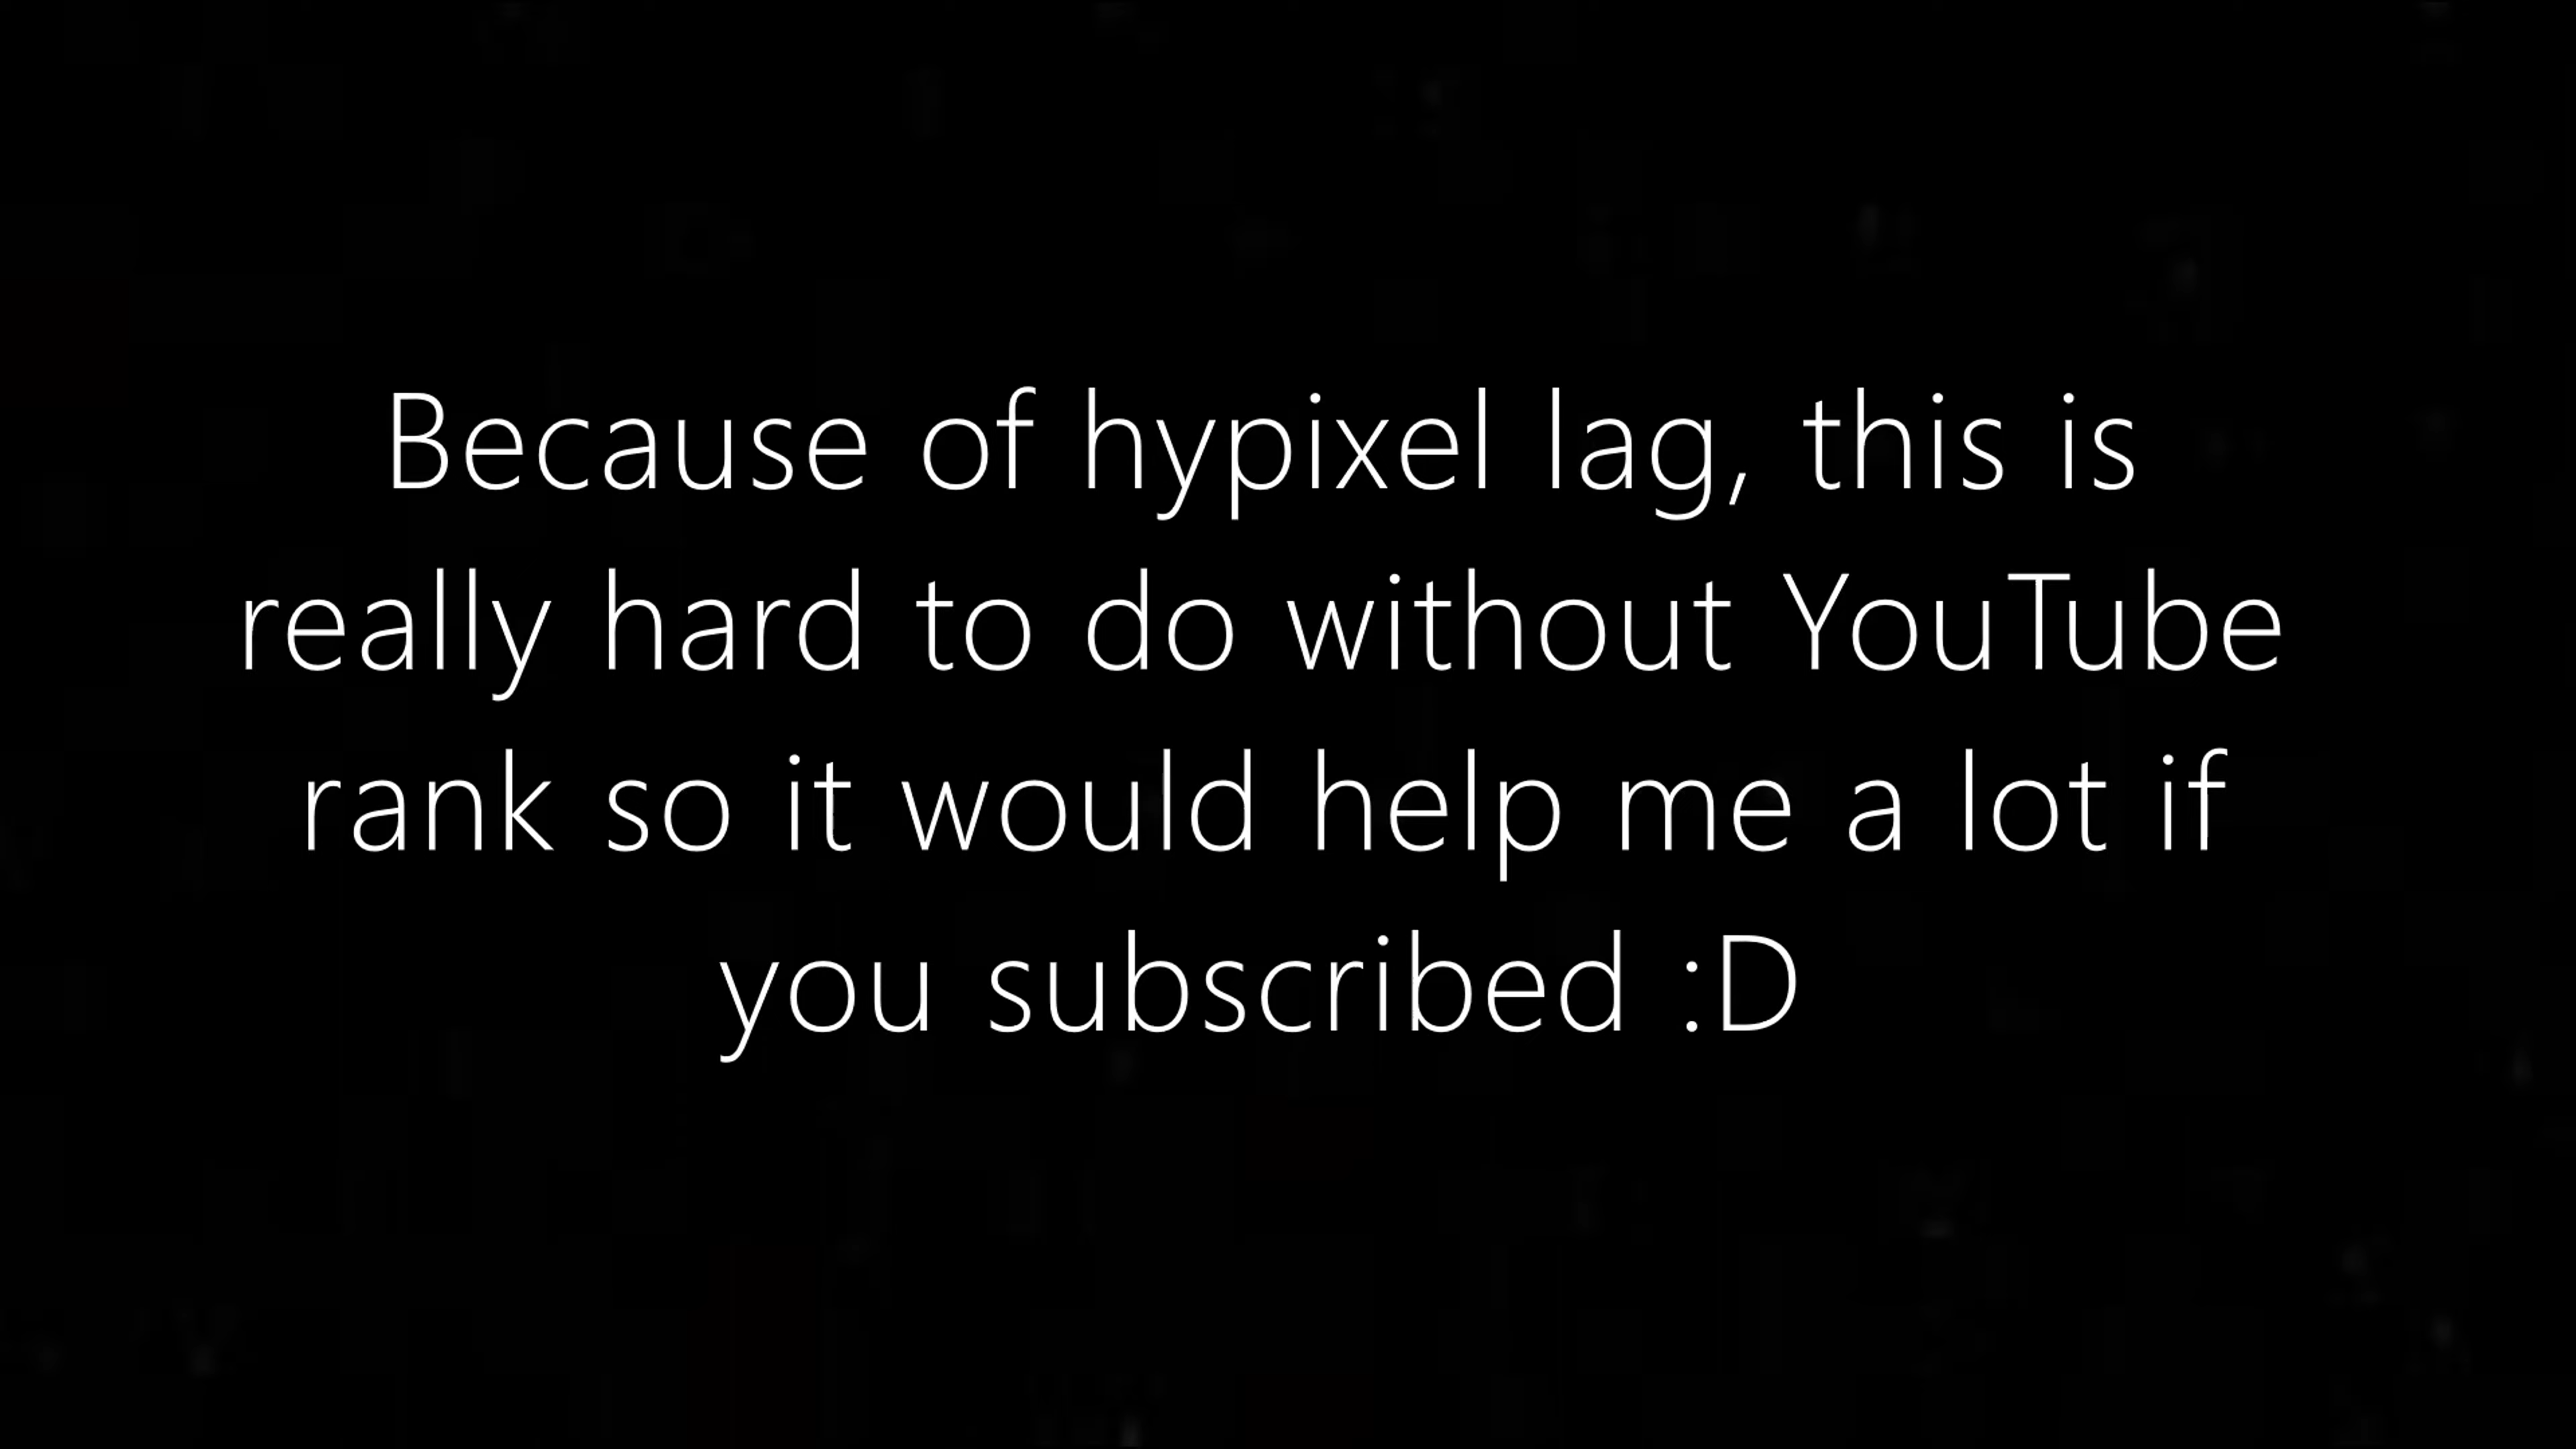 Because of hypixel lag, this is
really hard to do without YouTube
rank so it would help me a lot if
you subscribed :D